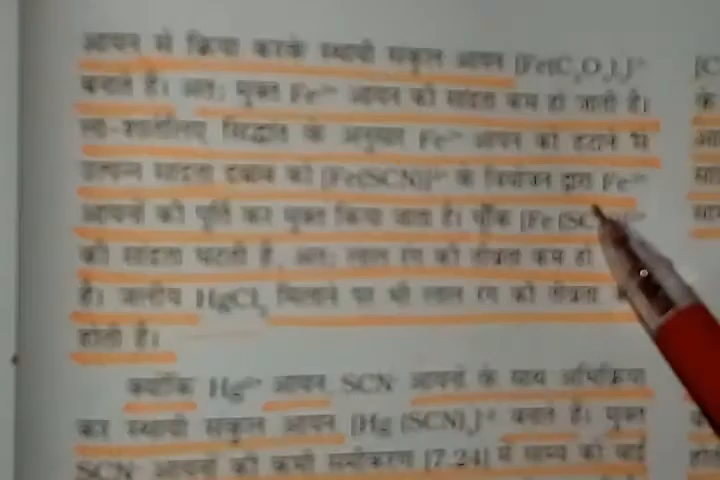 आयन से क्रिया करके स्थायी संकुल आयन [Fe(C₂O₄)₃]³⁻
बनाते हैं। अतः मुक्त Fe³⁺ आयन की सांद्रता कम हो जाती है।
ला-शातेलिए सिद्धांत के अनुसार Fe³⁺ आयन को हटाने से
उत्पन्न सांद्रता दबाव को [Fe(SCN)]²⁺ के वियोजन द्वारा Fe³⁺
आयनों की पूर्ति कर मुक्त किया जाता है। चूँकि [Fe(SC
की सांद्रता घटती है, अतः लाल रंग की तीव्रता कम हो
है। जलीय HgCl₂ मिलाने पर भी लाल रंग की तीव्रता
होती है।
क्योंकि Hg²⁺ आयन SCN⁻ आयनों के साथ अभिक्रिया
कर स्थायी संकुल आयन [Hg(SCN)₄]²⁻ बनाते हैं। मुक्त
SCN⁻ आयनों की कमी समीकरण [7.24] में साम्य को बाईं
[C
के